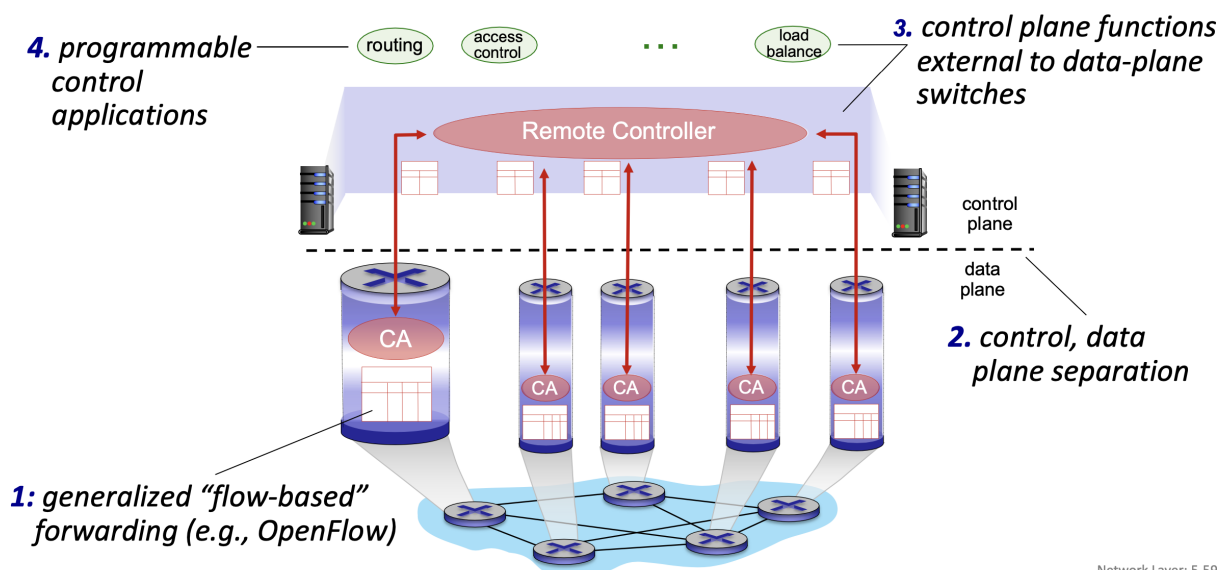 4. programmable
control
applications
routing
access
control
...
load
balance
3. control plane functions
external to data-plane
switches
Remote Controller
control
plane
data
plane
CA
CA
CA
CA
CA
2. control, data
plane separation
1: generalized “flow-based”
forwarding (e.g., OpenFlow)